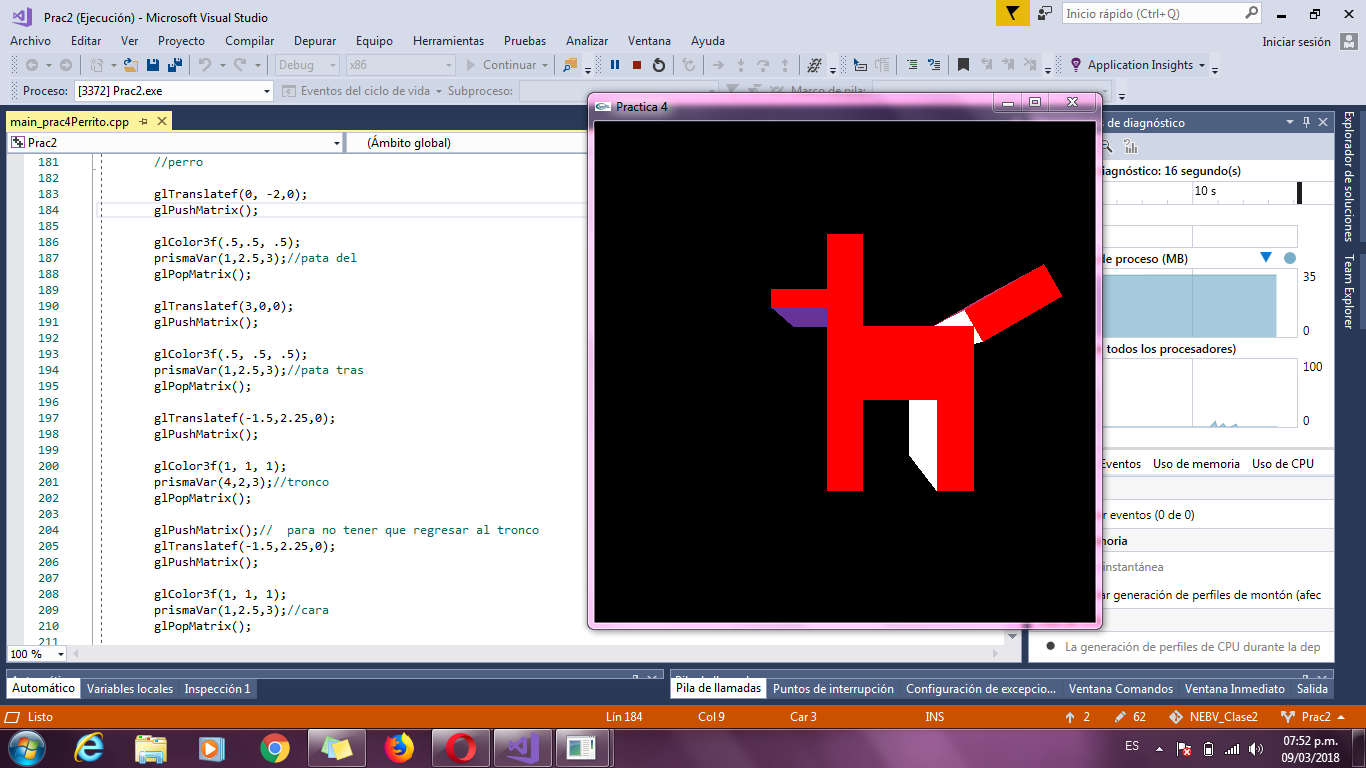 Prac2 (Ejecución) - Microsoft Visual Studio
Inicio rápido (Ctrl+Q)
Archivo Editar Ver Proyecto Compilar Depurar Equipo Herramientas Pruebas Analizar Ventana Ayuda
Iniciar sesión
Debug x86 Continuar Application Insights
Proceso: [3372] Prac2.exe Eventos del ciclo de vida Subproceso: Marco de pila:
main_prac4Perrito.cpp
Practica 4
s de diagnóstico
Prac2 (Ámbito global)
181 //perro
182
183 glTranslatef(0, -2,0);
184 glPushMatrix();
185
186 glColor3f(.5,.5, .5);
187 prismaVar(1,2.5,3);//pata del
188 glPopMatrix();
189
190 glTranslatef(3,0,0);
191 glPushMatrix();
192
193 glColor3f(.5, .5, .5);
194 prismaVar(1,2.5,3);//pata tras
195 glPopMatrix();
196
197 glTranslatef(-1.5,2.25,0);
198 glPushMatrix();
199
200 glColor3f(1, 1, 1);
201 prismaVar(4,2,3);//tronco
202 glPopMatrix();
203
204 glPushMatrix();//  para no tener que regresar al tronco
205 glTranslatef(-1.5,2.25,0);
206 glPushMatrix();
207
208 glColor3f(1, 1, 1);
209 prismaVar(1,2.5,3);//cara
210 glPopMatrix();
211
100 %
iagnóstico: 16 segundo(s)
10 s
de proceso (MB)
35
0
todos los procesadores)
100
0
Eventos Uso de memoria Uso de CPU
r eventos (0 de 0)
moria
instantánea
ar generación de perfiles de montón (afec
La generación de perfiles de CPU durante la dep
Explorador de soluciones
Team Explorer
Automático Variables locales Inspección 1
Pila de llamadas Puntos de interrupción Configuración de excepcio... Ventana Comandos Ventana Inmediato Salida
Listo Lín 184 Col 9 Car 3 INS 2 62 NEBV_Clase2 Prac2
ES 07:52 p.m.
09/03/2018